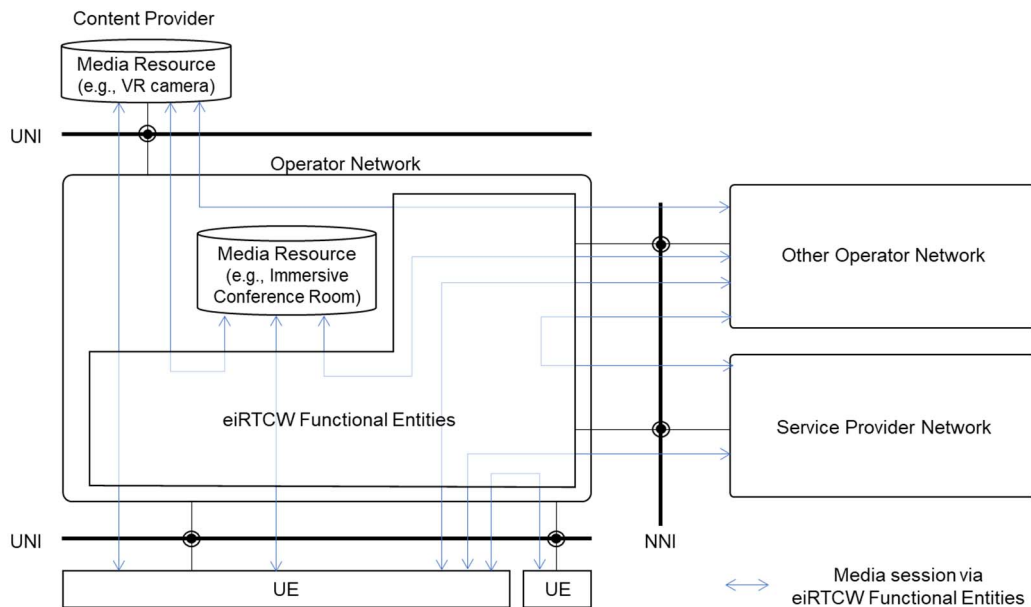 Content Provider
Media Resource
(e.g., VR camera)
UNI
Operator Network
Media Resource
(e.g., Immersive
Conference Room)
Other Operator Network
eiRTCW Functional Entities
Service Provider Network
UNI
NNI
UE
UE
Media session via
eiRTCW Functional Entities